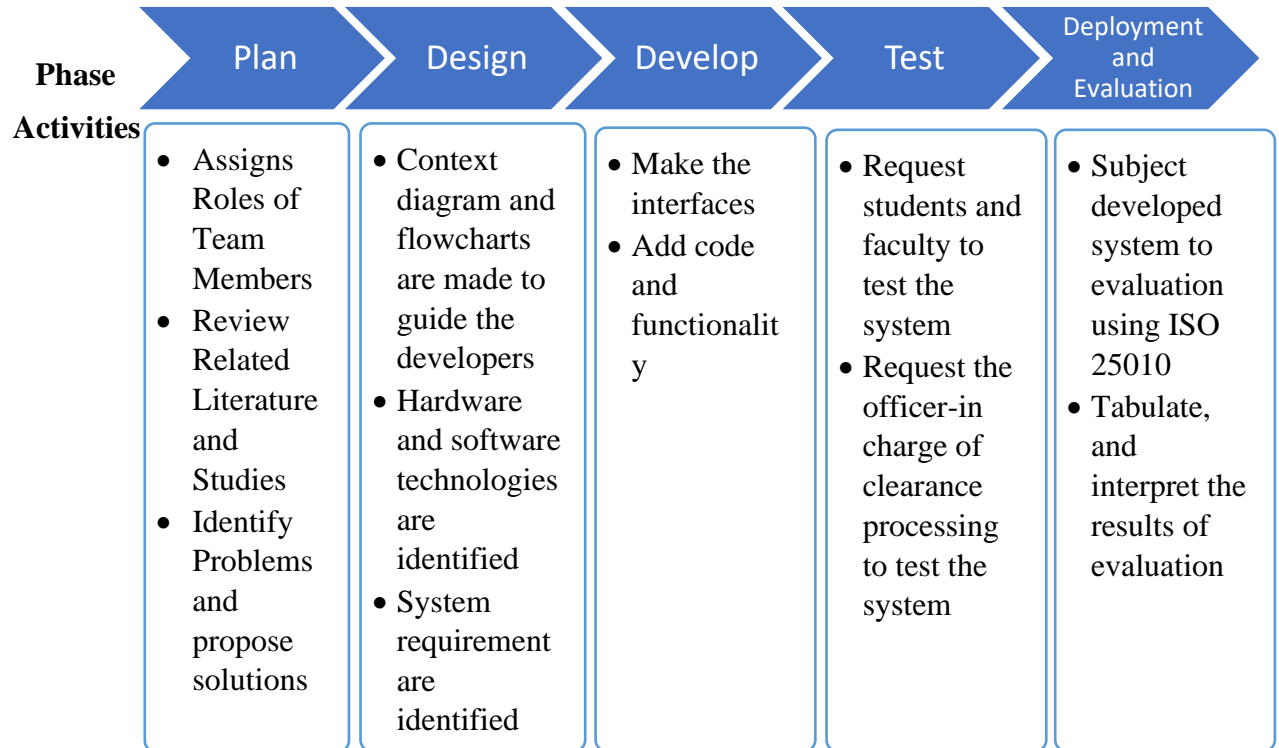 Phase
Activities
Plan
Design
Develop
Test
Deployment
and
Evaluation
• Assigns
Roles of
Team
Members
• Review
Related
Literature
and
Studies
• Identify
Problems
and
propose
solutions
• Context
diagram and
flowcharts
are made to
guide the
developers
• Hardware
and software
technologies
are
identified
• System
requirement
are
identified
• Make the
interfaces
• Add code
and
functionalit
y
• Request
students and
faculty to
test the
system
• Request the
officer-in
charge of
clearance
processing
to test the
system
• Subject
developed
system to
evaluation
using ISO
25010
• Tabulate,
and
interpret the
results of
evaluation